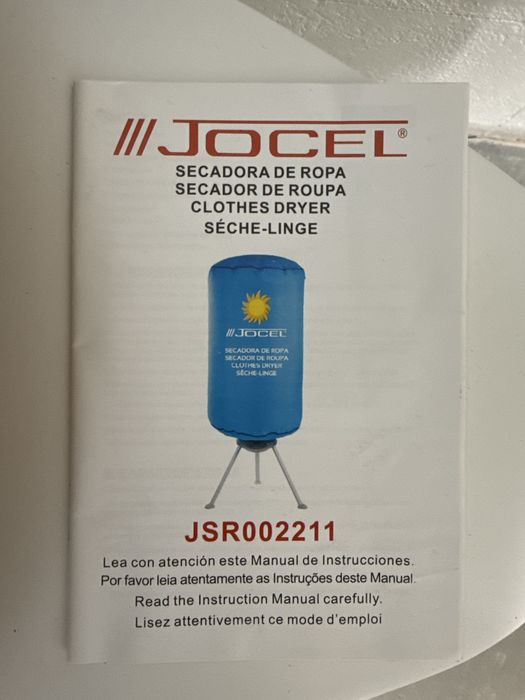 JOCEL®
SECADORA DE ROPA
SECADOR DE ROUPA
CLOTHES DRYER
SÉCHE-LINGE
JOCEL
SECADORA DE ROPA
SECADOR DE ROUPA
CLOTHES DRYER
SÉCHE-LINGE
JSR002211
Lea con atención este Manual de Instrucciones.
Por favor leia atentamente as Instruções deste Manual.
Read the Instruction Manual carefully.
Lisez attentivement ce mode d'emploi